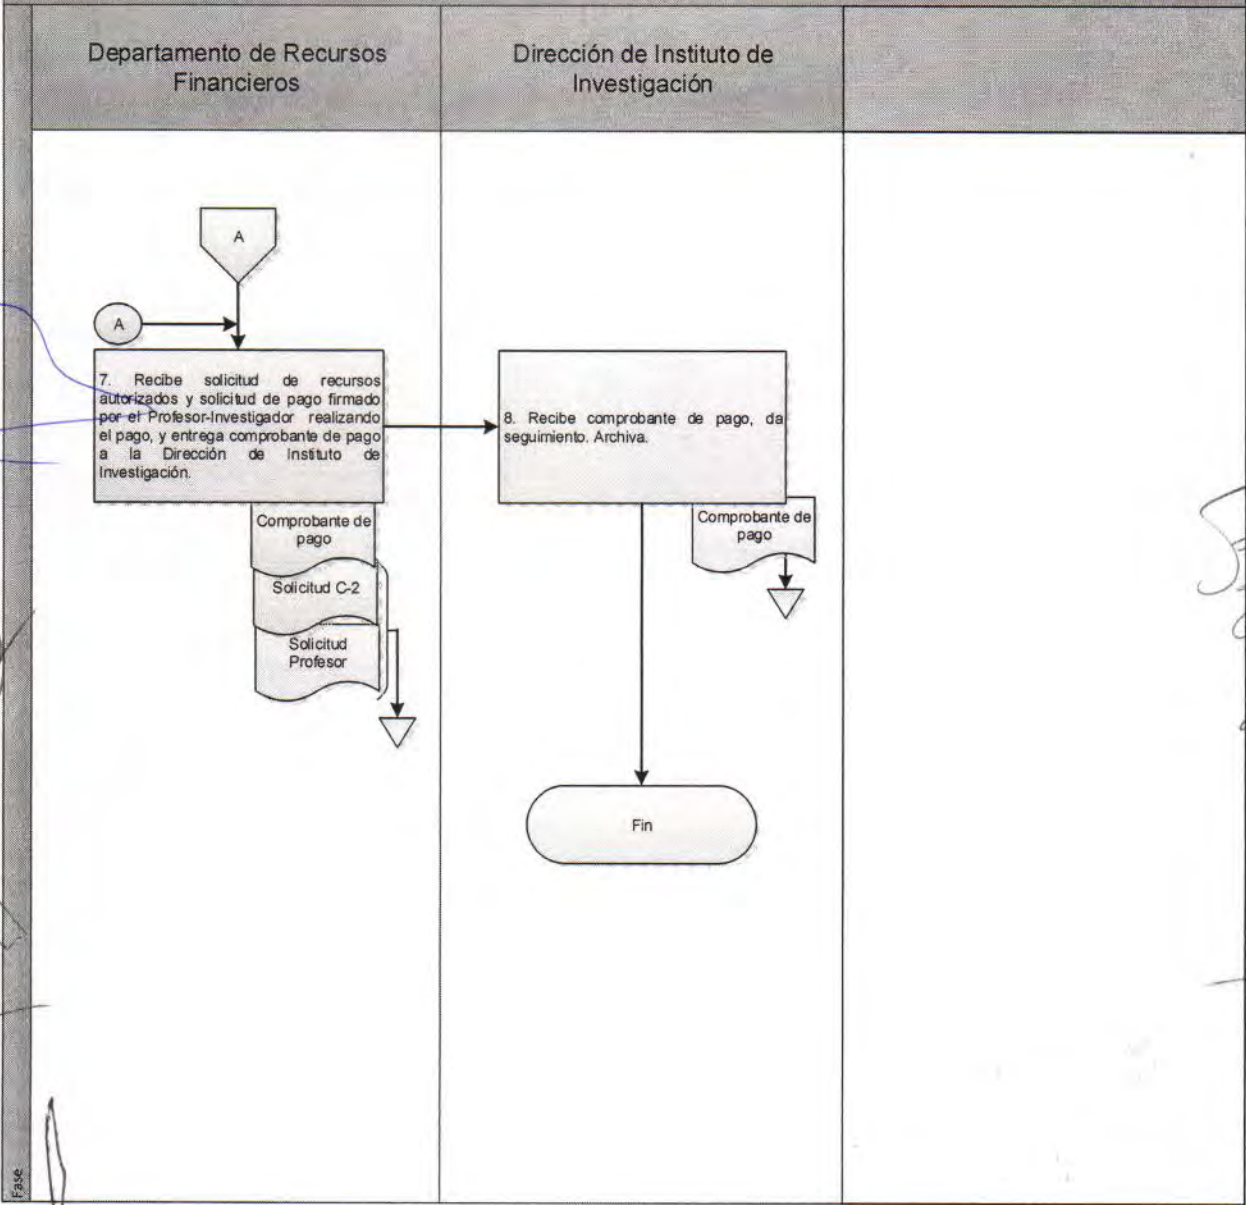 Departamento de Recursos
Financieros
Dirección de Instituto de
Investigación
A
A
7. Recibe solicitud de recursos
autorizados y solicitud de pago firmado
por el Profesor-Investigador realizando
el pago, y entrega comprobante de pago
a la Dirección de Instituto de
Investigación.
8. Recibe comprobante de pago, da
seguimiento. Archiva.
Comprobante de
pago
Solicitud C-2
Solicitud
Profesor
Comprobante de
pago
Fin
Fase